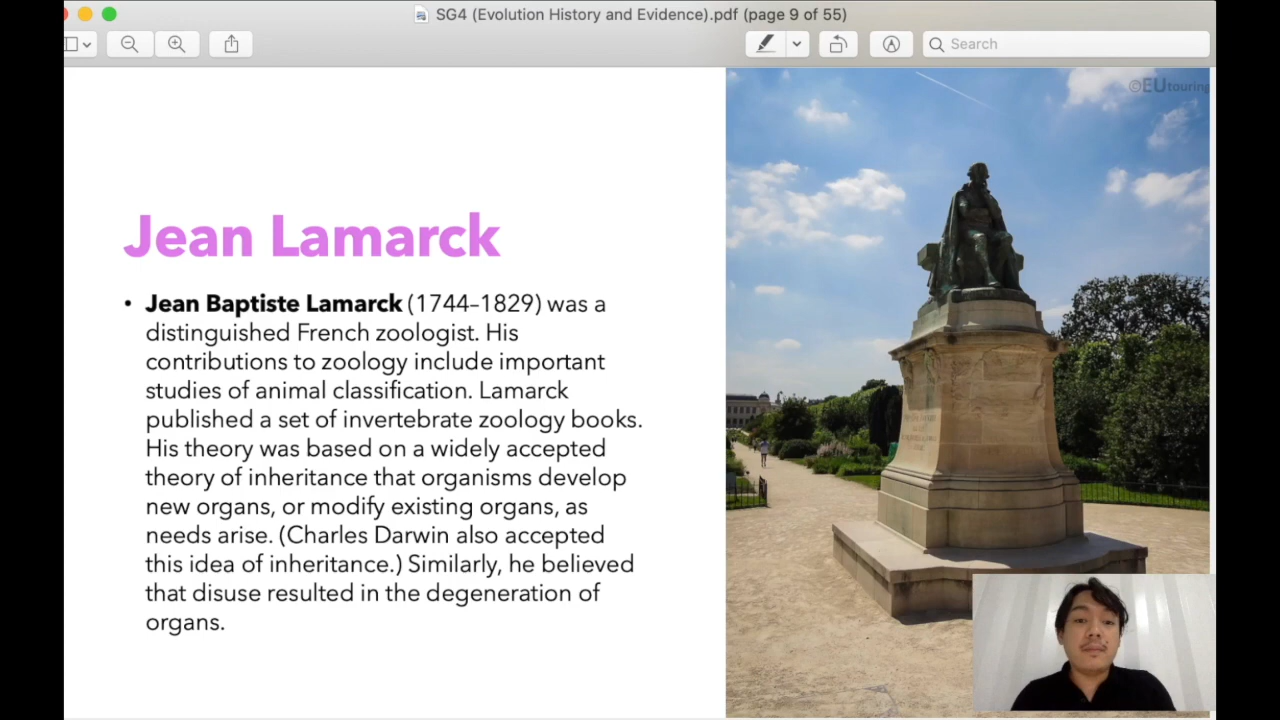 SG4 (Evolution History and Evidence).pdf (page 9 of 55)
Search
©EUtouring
Jean Lamarck
• Jean Baptiste Lamarck (1744–1829) was a
distinguished French zoologist. His
contributions to zoology include important
studies of animal classification. Lamarck
published a set of invertebrate zoology books.
His theory was based on a widely accepted
theory of inheritance that organisms develop
new organs, or modify existing organs, as
needs arise. (Charles Darwin also accepted
this idea of inheritance.) Similarly, he believed
that disuse resulted in the degeneration of
organs.